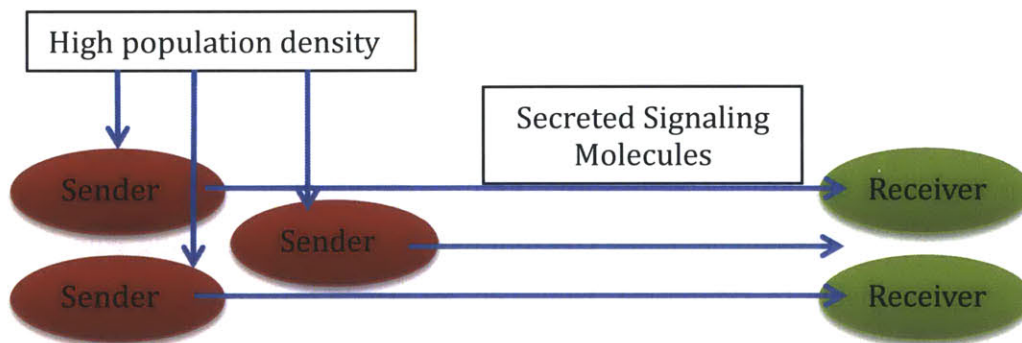 High population density
Secreted Signaling
Molecules
Sender
Receiver
Sender
Sender
Receiver